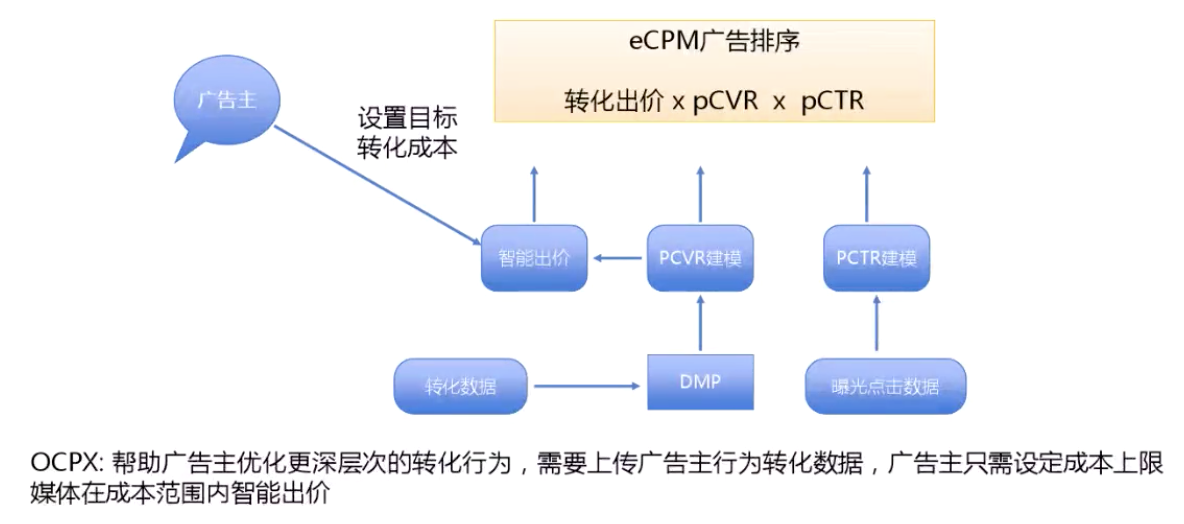 eCPM广告排序
转化出价 x pCVR x pCTR
广告主
设置目标
转化成本
智能出价
PCVR建模
PCTR建模
转化数据
DMP
曝光点击数据
OCPX: 帮助广告主优化更深层次的转化行为，需要上传广告主行为转化数据，广告主只需设定成本上限
媒体在成本范围内智能出价